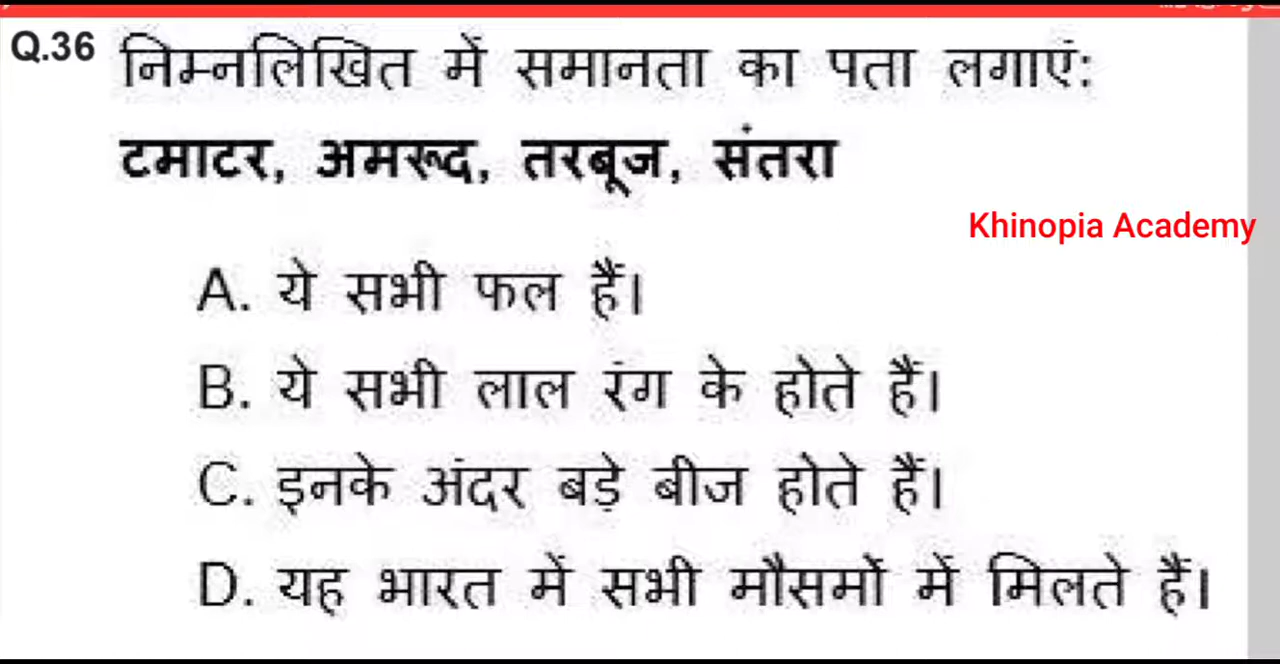 Q.36 निम्नलिखित में समानता का पता लगाएं:
टमाटर, अमरूद, तरबूज, संतरा
Khinopia Academy
A. ये सभी फल हैं।
B. ये सभी लाल रंग के होते हैं।
C. इनके अंदर बड़े बीज होते हैं।
D. यह भारत में सभी मौसमों में मिलते हैं।